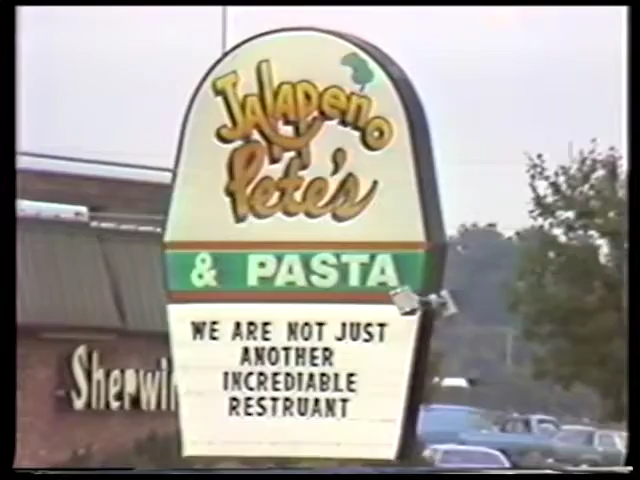 Jalapeno
Pete's
& PASTA
WE ARE NOT JUST
ANOTHER
INCREDIABLE
RESTRUANT
Sherwi